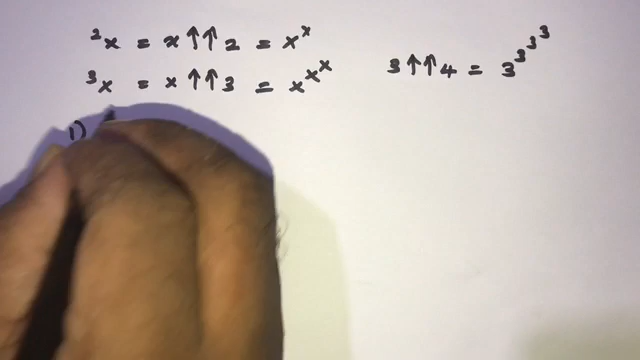 ²x = x↑↑2 = x^x
³x = x↑↑3 = x^x^x
3↑↑4 = 3^3^3^3
1)